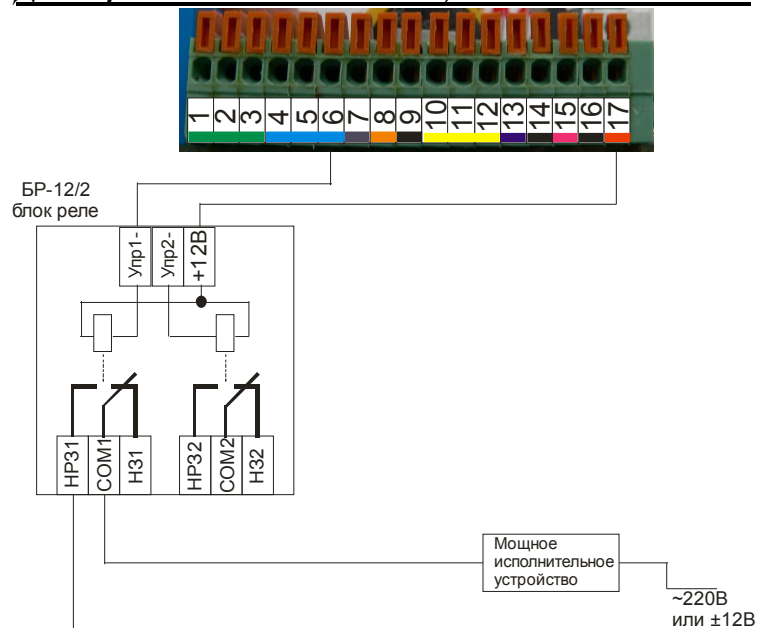 1 2 3 4 5 6 7 8 9 10 11 12 13 14 15 16 17
БР-12/2
блок реле
Упр1-
Упр2-
+12В
НР31
COM1
Н31
НР32
COM2
Н32
Мощное
исполнительное
устройство
~220В
или ±12В